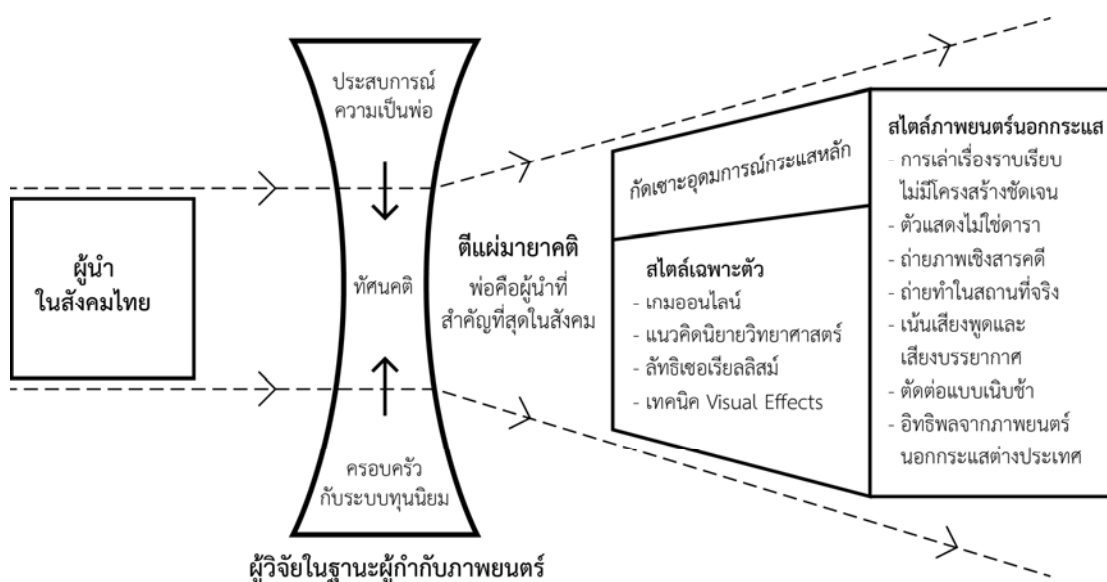 ผู้นำ
ในสังคมไทย
ประสบการณ์
ความเป็นพ่อ
ทัศนคติ
ครอบครัว
กับระบบทุนนิยม
ผู้วิจัยในฐานะผู้กำกับภาพยนตร์
ตีแผ่มายาคติ
พ่อคือผู้นำที่
สำคัญที่สุดในสังคม
กัดเซาะอุดมการณ์กระแสหลัก
สไตล์เฉพาะตัว
- เกมออนไลน์
- แนวคิดนิยายวิทยาศาสตร์
- ลัทธิเซอเรียลลิสม์
- เทคนิค Visual Effects
สไตล์ภาพยนตร์นอกกระแส
- การเล่าเรื่องราบเรียบ
ไม่มีโครงสร้างชัดเจน
- ตัวแสดงไม่ใช่ดารา
- ถ่ายภาพเชิงสารคดี
- ถ่ายทำในสถานที่จริง
- เน้นเสียงพูดและ
เสียงบรรยากาศ
- ตัดต่อแบบเนิบช้า
- อิทธิพลจากภาพยนตร์
นอกกระแสต่างประเทศ